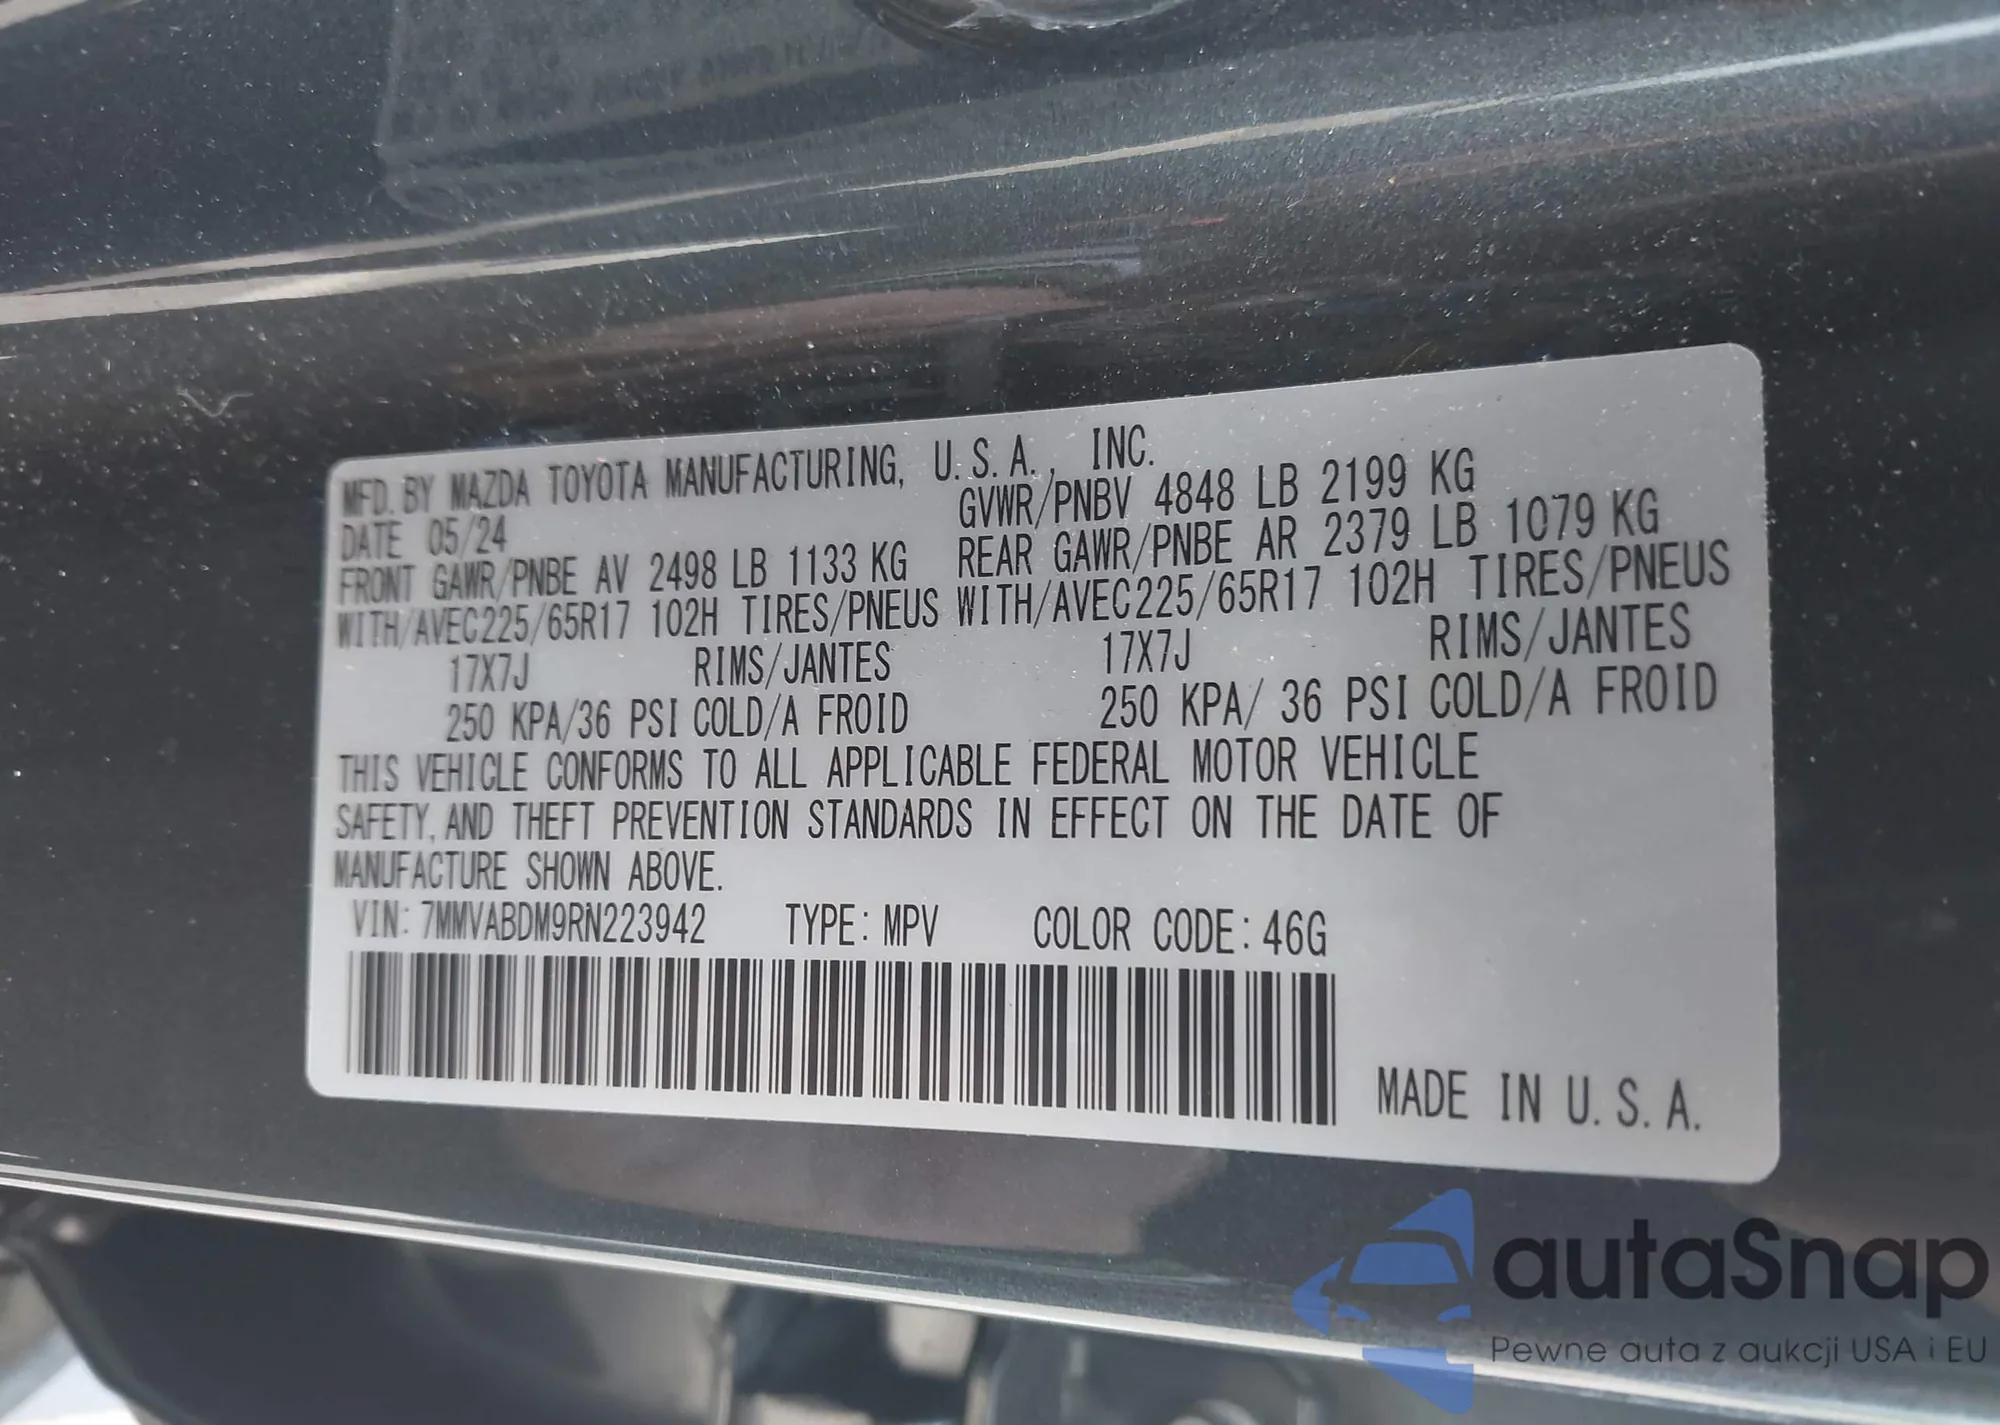 MFD. BY MAZDA TOYOTA MANUFACTURING, U.S.A., INC.
DATE 05/24 GVWR/PNBV 4848 LB 2199 KG
FRONT GAWR/PNBE AV 2498 LB 1133 KG REAR GAWR/PNBE AR 2379 LB 1079 KG
WITH/AVEC225/65R17 102H TIRES/PNEUS WITH/AVEC225/65R17 102H TIRES/PNEUS
17X7J RIMS/JANTES 17X7J RIMS/JANTES
250 KPA/36 PSI COLD/A FROID 250 KPA/ 36 PSI COLD/A FROID
THIS VEHICLE CONFORMS TO ALL APPLICABLE FEDERAL MOTOR VEHICLE
SAFETY, AND THEFT PREVENTION STANDARDS IN EFFECT ON THE DATE OF
MANUFACTURE SHOWN ABOVE.
VIN: 7MMVABDM9RN223942 TYPE: MPV COLOR CODE: 46G
MADE IN U.S.A.
autaSnap
Pewne auta z aukcji USA i EU